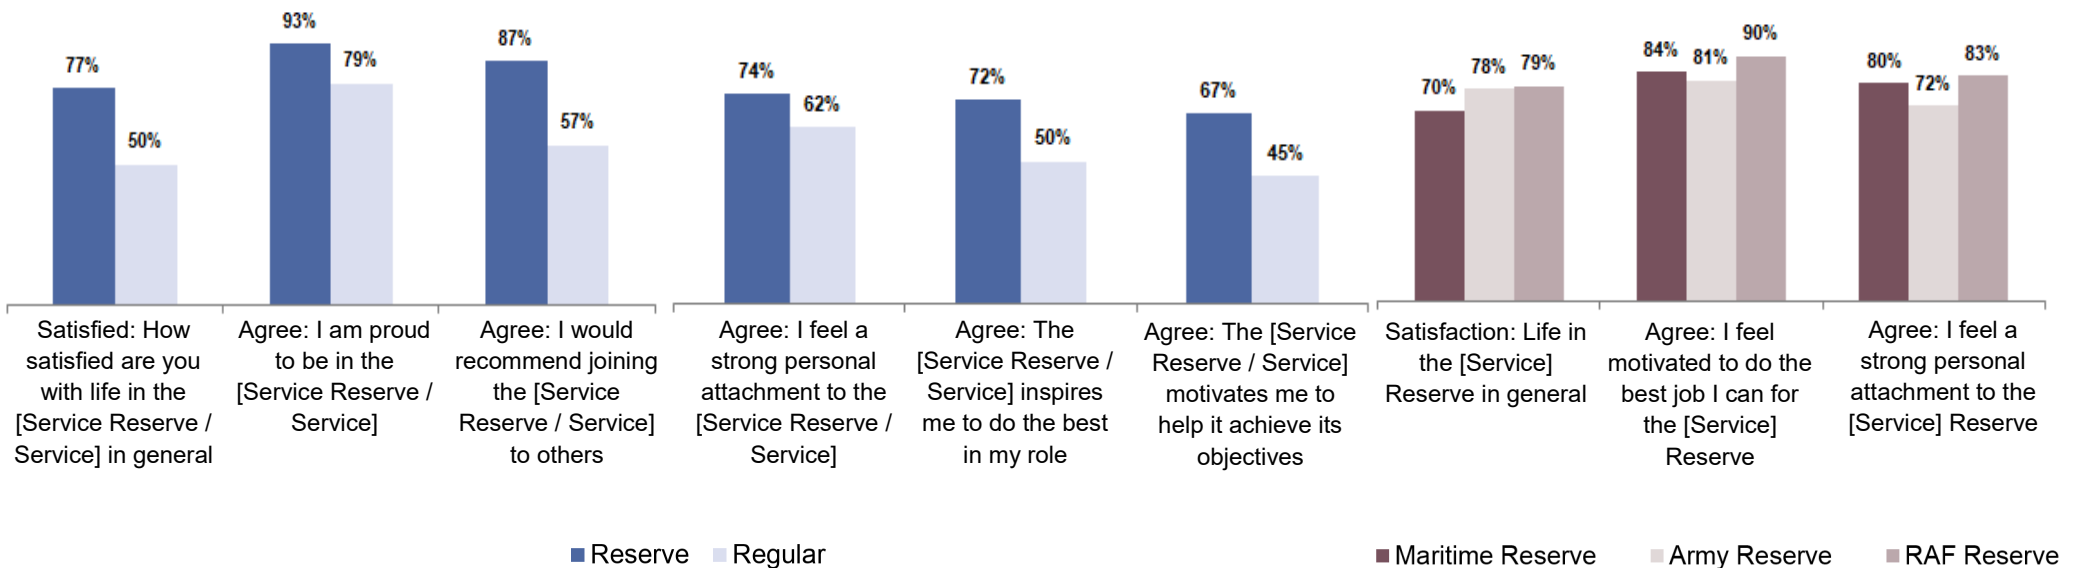 77%
50%
93%
79%
87%
57%
74%
62%
72%
50%
67%
45%
70%
78%
79%
84%
81%
90%
80%
72%
83%
Satisfied: How
satisfied are you
with life in the
[Service Reserve /
Service] in general
Agree: I am proud
to be in the
[Service Reserve /
Service]
Agree: I would
recommend joining
the [Service
Reserve / Service]
to others
Agree: I feel a
strong personal
attachment to the
[Service Reserve /
Service]
Agree: The
[Service Reserve /
Service] inspires
me to do the best
in my role
Agree: The [Service
Reserve / Service]
motivates me to
help it achieve its
objectives
Satisfaction: Life in
the [Service]
Reserve in general
Agree: I feel
motivated to do the
best job I can for
the [Service]
Reserve
Agree: I feel a
strong personal
attachment to the
[Service] Reserve
Reserve
Regular
Maritime Reserve
Army Reserve
RAF Reserve